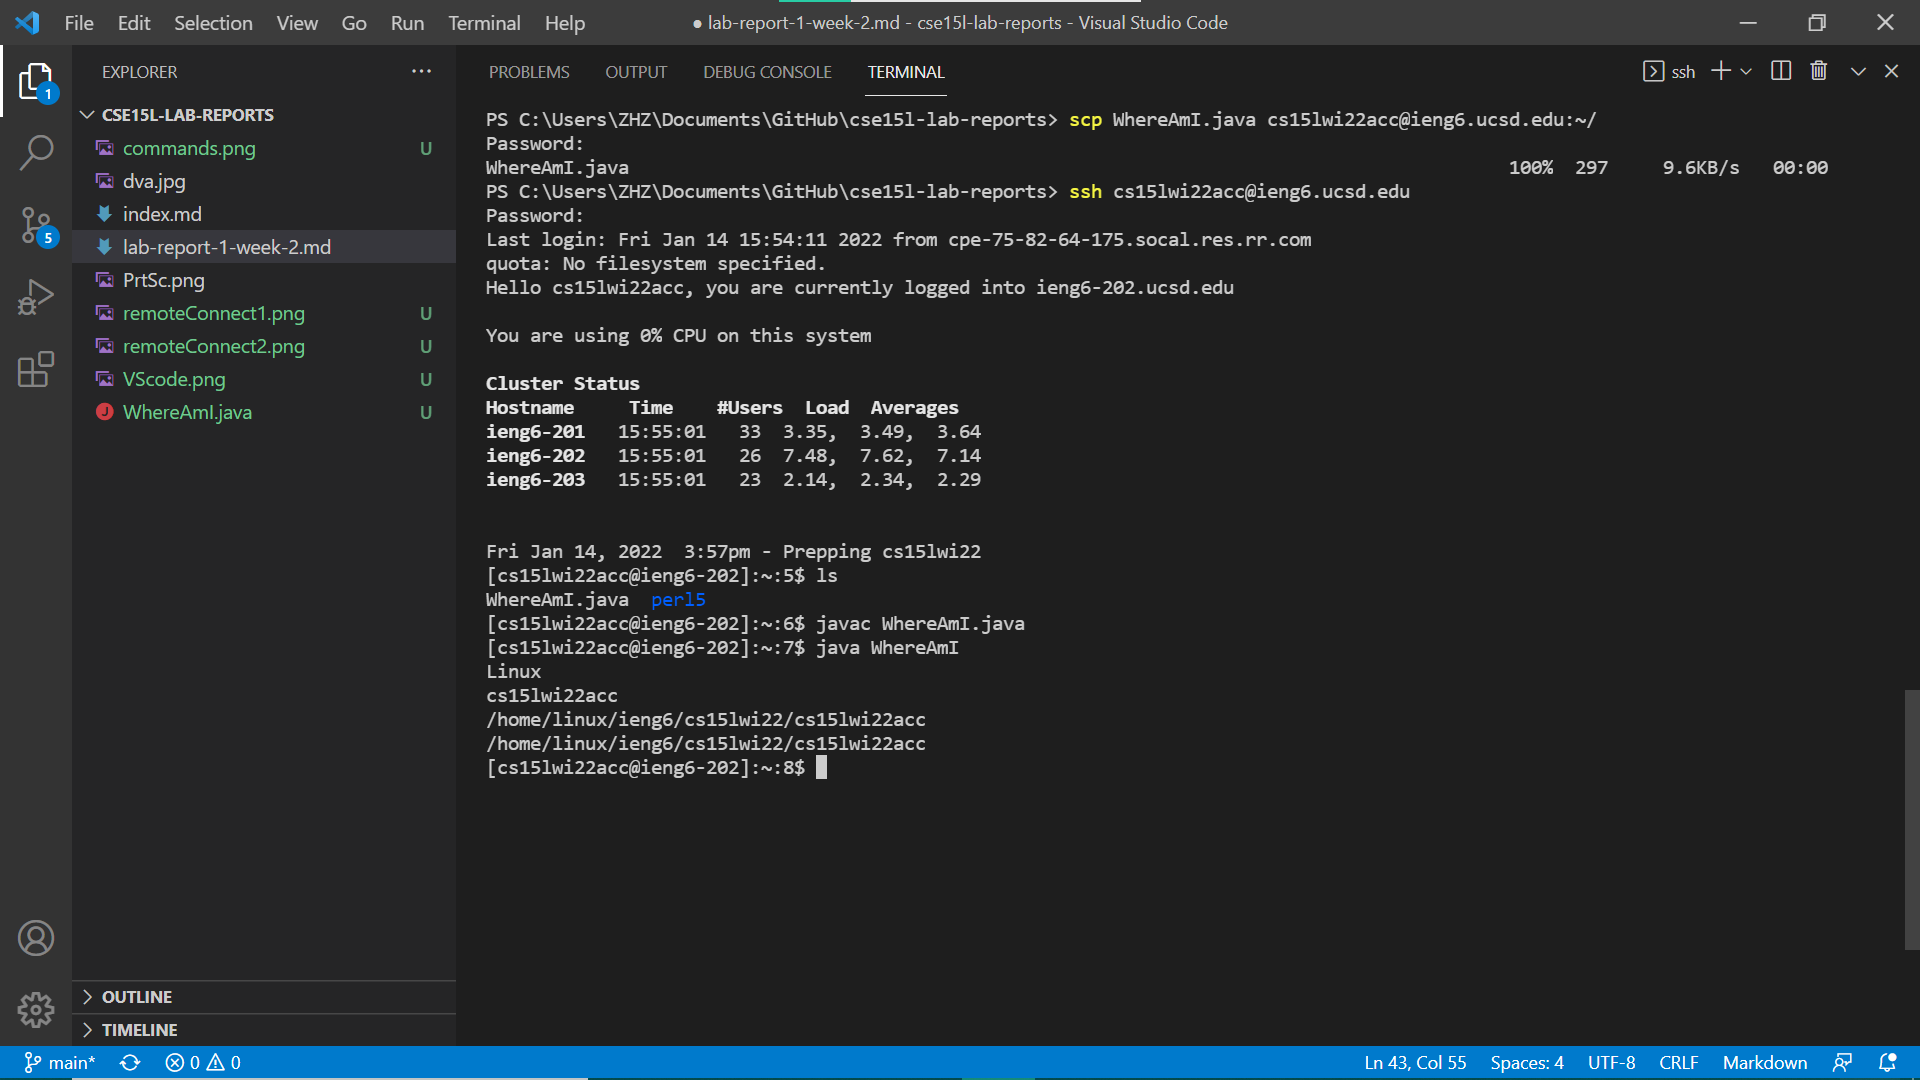 File Edit Selection View Go Run Terminal Help
● lab-report-1-week-2.md - cse15l-lab-reports - Visual Studio Code
1
5
EXPLORER
CSE15L-LAB-REPORTS
commands.png U
dva.jpg
index.md
lab-report-1-week-2.md
PrtSc.png
remoteConnect1.png U
remoteConnect2.png U
VScode.png U
J WhereAmI.java U
OUTLINE
TIMELINE
PROBLEMS OUTPUT DEBUG CONSOLE TERMINAL
ssh
PS C:\Users\ZHZ\Documents\GitHub\cse15l-lab-reports> scp WhereAmI.java cs15lwi22acc@ieng6.ucsd.edu:~/
Password:
WhereAmI.java 100% 297 9.6KB/s 00:00
PS C:\Users\ZHZ\Documents\GitHub\cse15l-lab-reports> ssh cs15lwi22acc@ieng6.ucsd.edu
Password:
Last login: Fri Jan 14 15:54:11 2022 from cpe-75-82-64-175.socal.res.rr.com
quota: No filesystem specified.
Hello cs15lwi22acc, you are currently logged into ieng6-202.ucsd.edu
You are using 0% CPU on this system
Cluster Status
Hostname Time #Users Load Averages
ieng6-201 15:55:01 33 3.35, 3.49, 3.64
ieng6-202 15:55:01 26 7.48, 7.62, 7.14
ieng6-203 15:55:01 23 2.14, 2.34, 2.29
Fri Jan 14, 2022 3:57pm - Prepping cs15lwi22
[cs15lwi22acc@ieng6-202]:~:5$ ls
WhereAmI.java perl5
[cs15lwi22acc@ieng6-202]:~:6$ javac WhereAmI.java
[cs15lwi22acc@ieng6-202]:~:7$ java WhereAmI
Linux
cs15lwi22acc
/home/linux/ieng6/cs15lwi22/cs15lwi22acc
/home/linux/ieng6/cs15lwi22/cs15lwi22acc
[cs15lwi22acc@ieng6-202]:~:8$
main* 0 0 Ln 43, Col 55 Spaces: 4 UTF-8 CRLF Markdown